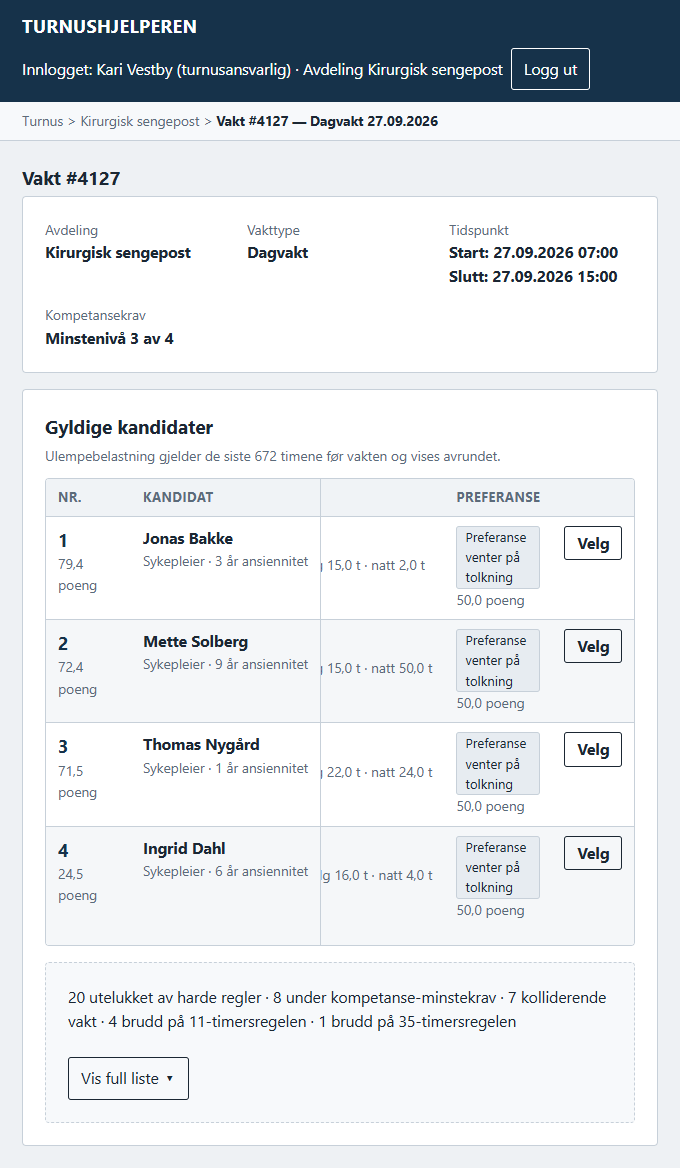 TURNUSHJELPEREN
Innlogget: Kari Vestby (turnusansvarlig) · Avdeling Kirurgisk sengepost
Logg ut
Turnus > Kirurgisk sengepost > Vakt #4127 — Dagvakt 27.09.2026
Vakt #4127
Avdeling
Kirurgisk sengepost
Vakttype
Dagvakt
Tidspunkt
Start: 27.09.2026 07:00
Slutt: 27.09.2026 15:00
Kompetansekrav
Minstenivå 3 av 4
Gyldige kandidater
Ulempebelastning gjelder de siste 672 timene før vakten og vises avrundet.
NR. KANDIDAT PREFERANSE
1
79,4
poeng
Jonas Bakke
Sykepleier · 3 år ansiennitet
15,0 t · natt 2,0 t
Preferanse
venter på
tolkning
50,0 poeng
Velg
2
72,4
poeng
Mette Solberg
Sykepleier · 9 år ansiennitet
15,0 t · natt 50,0 t
Preferanse
venter på
tolkning
50,0 poeng
Velg
3
71,5
poeng
Thomas Nygård
Sykepleier · 1 år ansiennitet
22,0 t · natt 24,0 t
Preferanse
venter på
tolkning
50,0 poeng
Velg
4
24,5
poeng
Ingrid Dahl
Sykepleier · 6 år ansiennitet
lg 16,0 t · natt 4,0 t
Preferanse
venter på
tolkning
50,0 poeng
Velg
20 utelukket av harde regler · 8 under kompetanse-minstekrav · 7 kolliderende
vakt · 4 brudd på 11-timersregelen · 1 brudd på 35-timersregelen
Vis full liste ▾